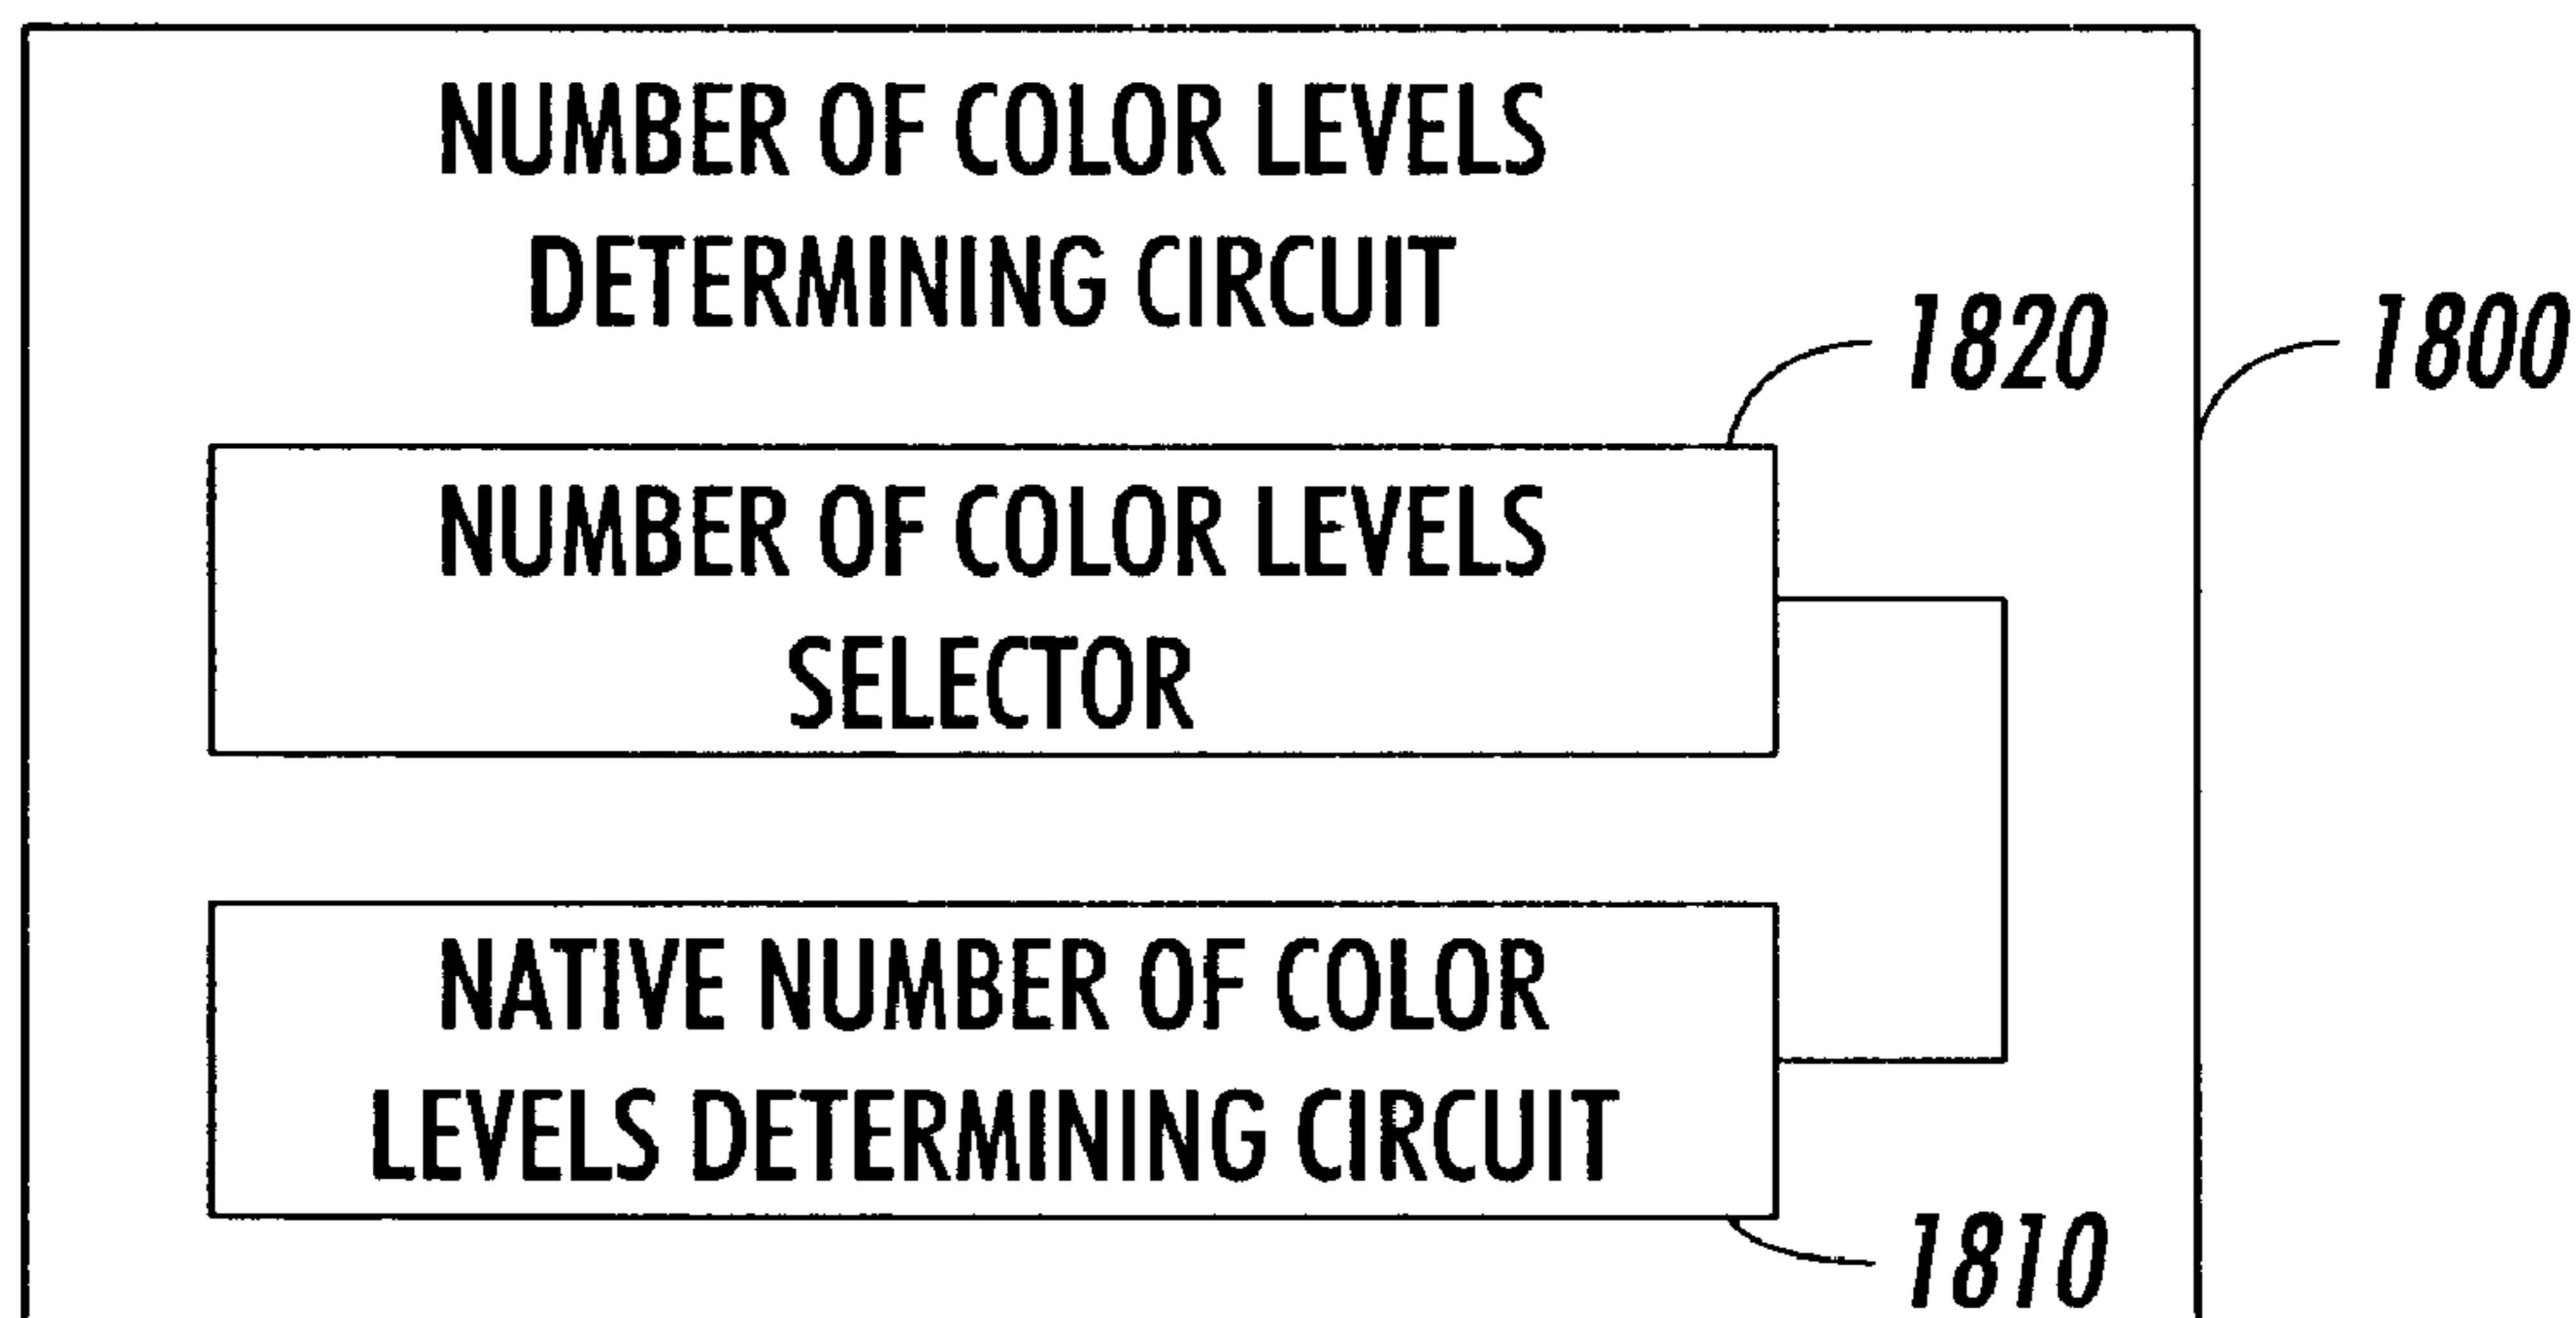 NUMBER OF COLOR LEVELS
DETERMINING CIRCUIT
1820
1800
NUMBER OF COLOR LEVELS
SELECTOR
NATIVE NUMBER OF COLOR
LEVELS DETERMINING CIRCUIT
1810